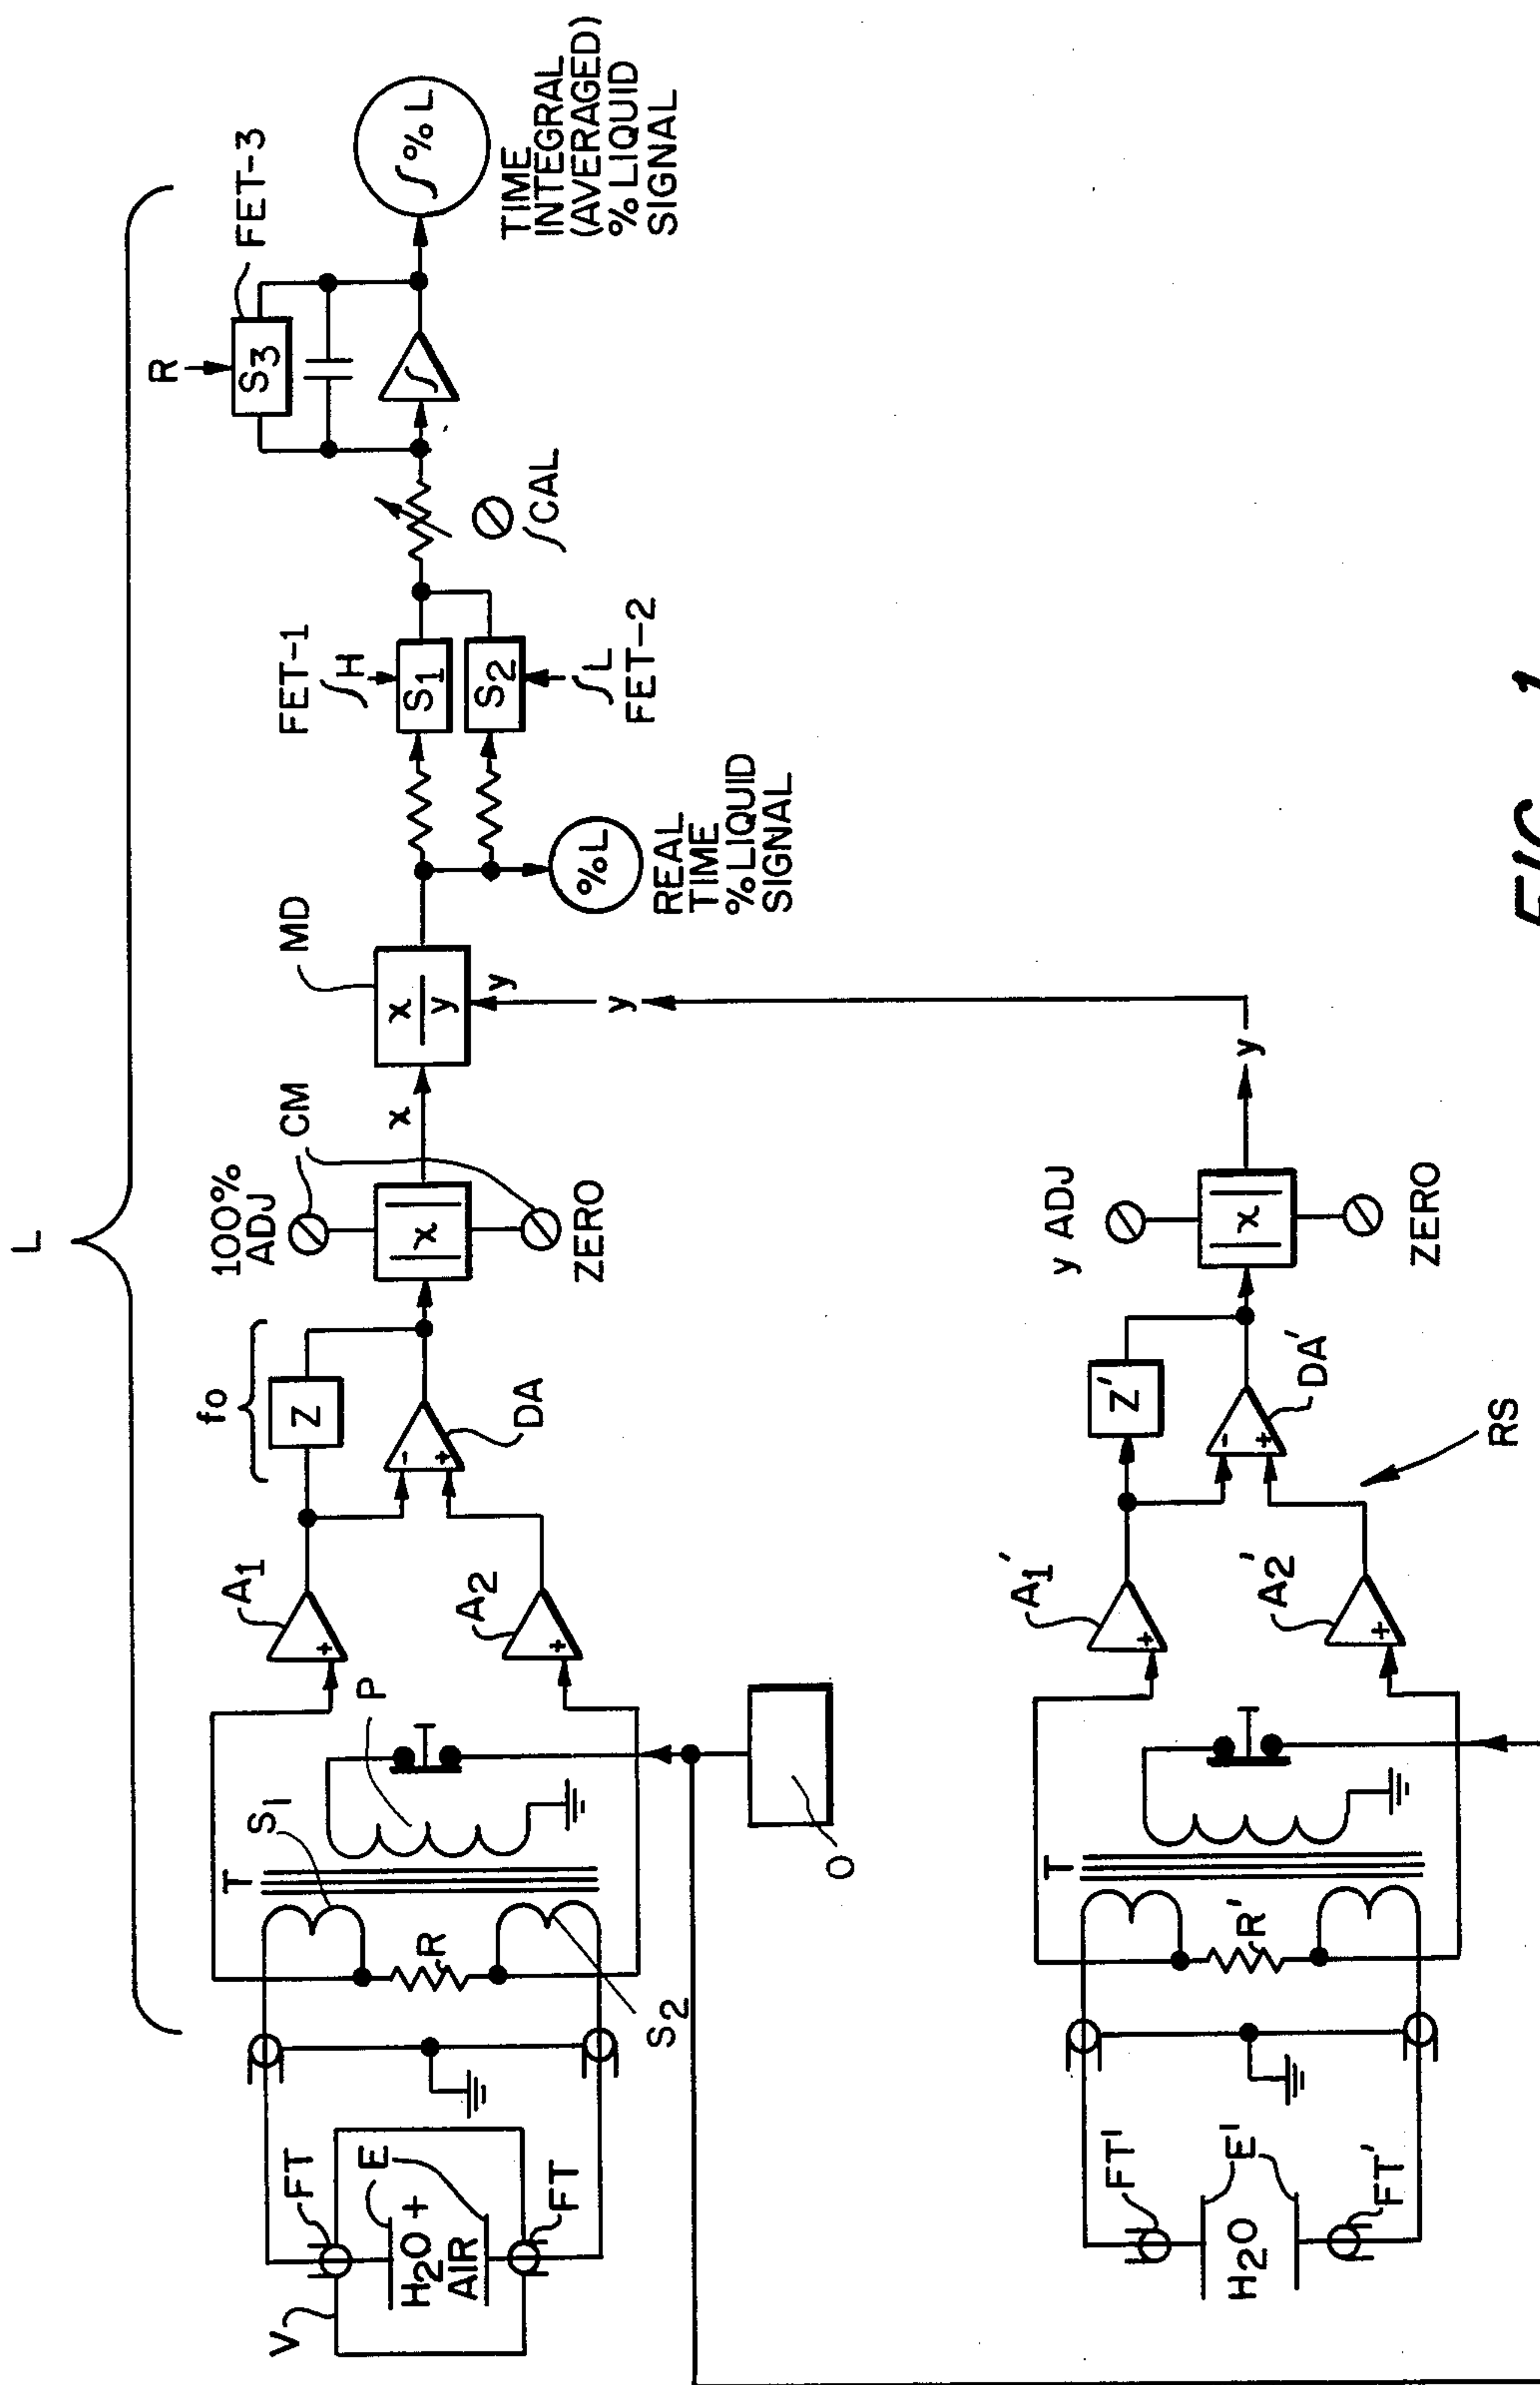 L
FET-3
R
S3
∫
∫%L
TIME
INTEGRAL
(AVERAGED)
% LIQUID
SIGNAL
∫CAL
FET-1
∫H
S1
S2
∫L
FET-2
%L
REAL
TIME
% LIQUID
SIGNAL
MD
x
y
y
y
x
CM
100%
ADJ
|x|
ZERO
fo
Z
-
+
DA
A1
+
A2
+
P
S1
T
R
S2
O
FT
E
H2O +
AIR
FT
V
y
y ADJ
|x|
ZERO
Z'
-
+
DA'
RS
A1'
+
A2'
+
T
R'
FT'
E'
H2O
FT'